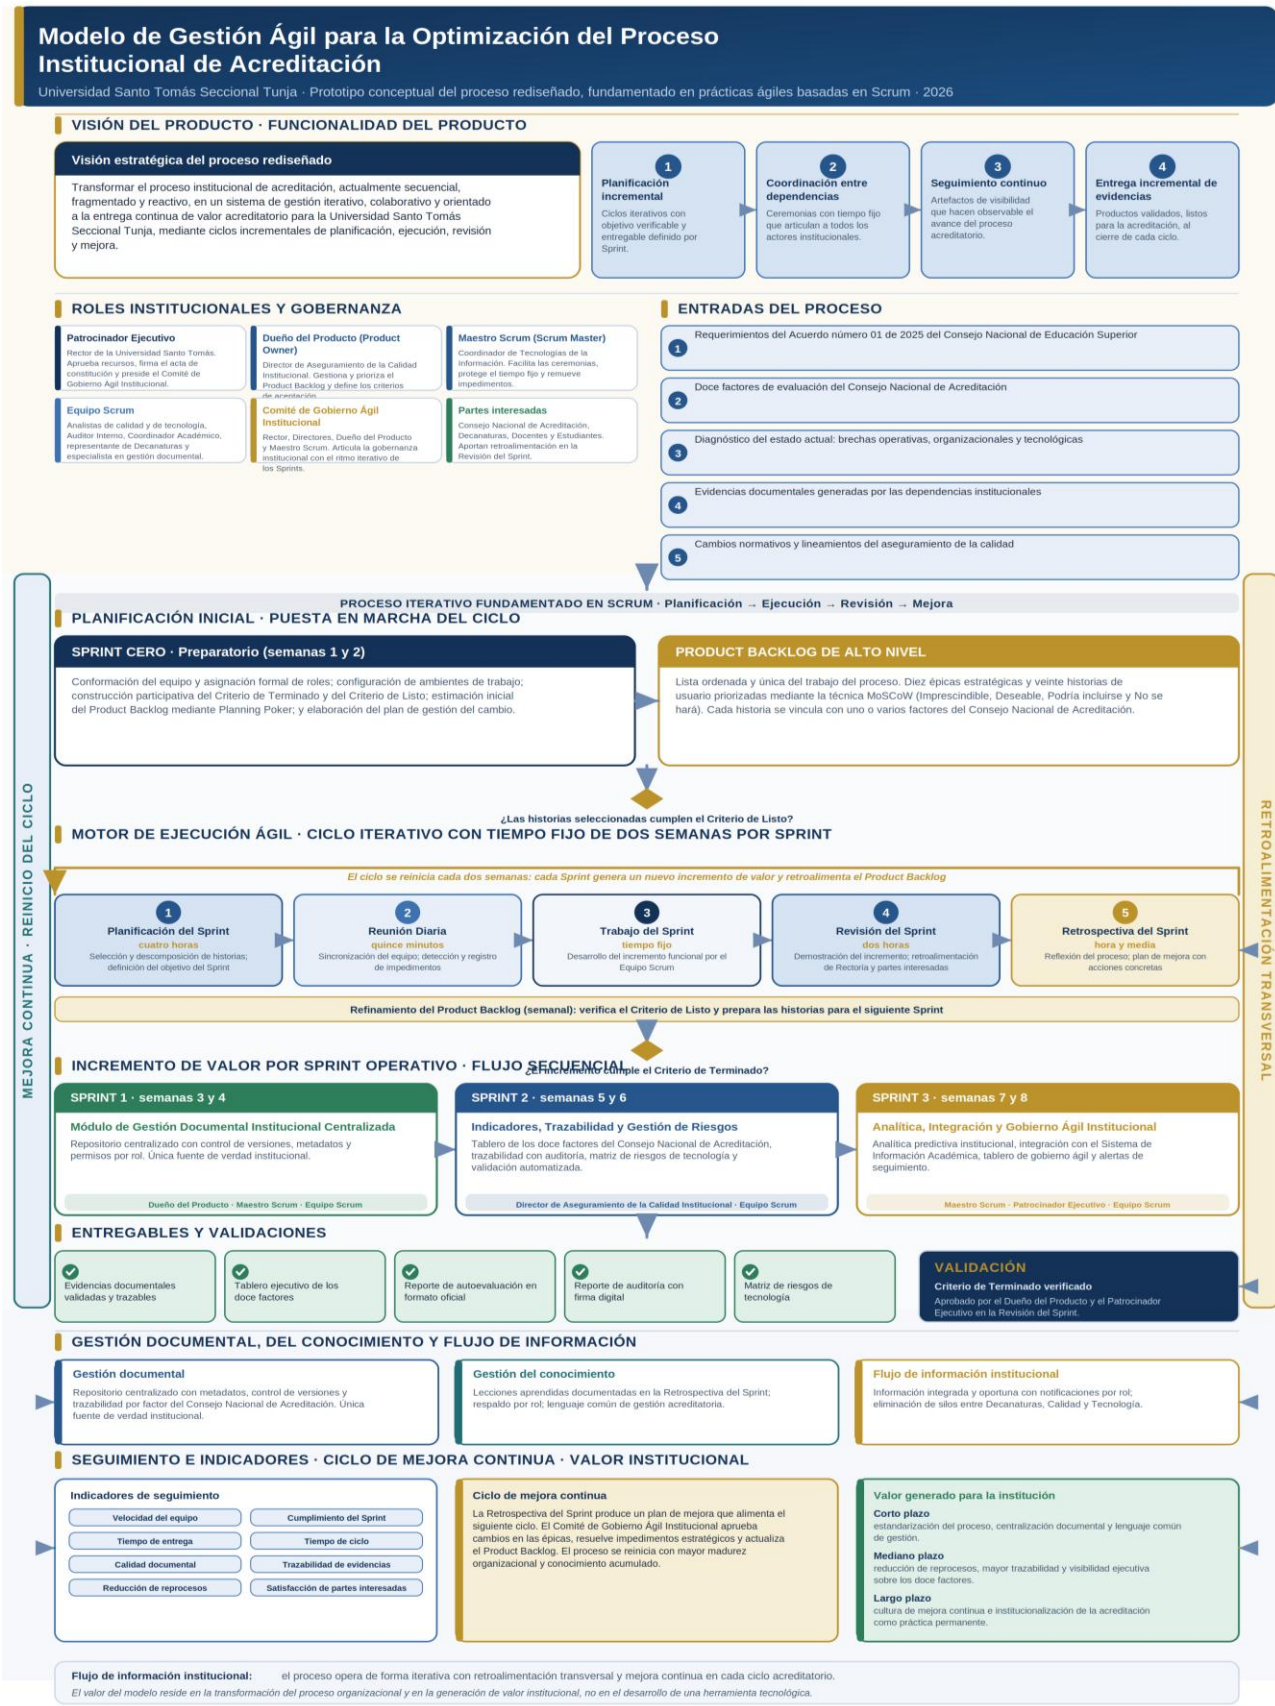 Modelo de Gestión Ágil para la Optimización del Proceso
Institucional de Acreditación
Universidad Santo Tomás Seccional Tunja · Prototipo conceptual del proceso rediseñado, fundamentado en prácticas ágiles basadas en Scrum · 2026
VISIÓN DEL PRODUCTO · FUNCIONALIDAD DEL PRODUCTO
Visión estratégica del proceso rediseñado
Transformar el proceso institucional de acreditación, actualmente secuencial,
fragmentado y reactivo, en un sistema de gestión iterativo, colaborativo y orientado
a la entrega continua de valor acreditatorio para la Universidad Santo Tomás
Seccional Tunja, mediante ciclos incrementales de planificación, ejecución, revisión
y mejora.
1
Planificación
incremental
Ciclos iterativos con
objetivo verificable y
entregable definido por
Sprint.
2
Coordinación entre
dependencias
Ceremonias con tiempo fijo
que articulan a todos los
actores institucionales.
3
Seguimiento continuo
Artefactos de visibilidad
que hacen observable el
avance del proceso
acreditatorio.
4
Entrega incremental de
evidencias
Productos validados, listos
para la acreditación, al
cierre de cada ciclo.
ROLES INSTITUCIONALES Y GOBERNANZA
Patrocinador Ejecutivo
Rector de la Universidad Santo Tomás.
Aprueba recursos, firma el acta de
constitución y preside el Comité de
Gobierno Ágil Institucional.
Dueño del Producto (Product
Owner)
Director de Aseguramiento de la Calidad
Institucional. Gestiona y prioriza el
Product Backlog y define los criterios
de aceptación.
Maestro Scrum (Scrum Master)
Coordinador de Tecnologías de la
Información. Facilita las ceremonias,
protege el tiempo fijo y remueve
impedimentos.
Equipo Scrum
Analistas de calidad y de tecnología,
Auditor Interno, Coordinador Académico,
representante de Decanaturas y
especialista en gestión documental.
Comité de Gobierno Ágil
Institucional
Rector, Directores, Dueño del Producto
y Maestro Scrum. Articula la gobernanza
institucional con el ritmo iterativo de
los Sprints.
Partes interesadas
Consejo Nacional de Acreditación,
Decanaturas, Docentes y Estudiantes.
Aportan retroalimentación en la
Revisión del Sprint.
ENTRADAS DEL PROCESO
1
Requerimientos del Acuerdo número 01 de 2025 del Consejo Nacional de Educación Superior
2
Doce factores de evaluación del Consejo Nacional de Acreditación
3
Diagnóstico del estado actual: brechas operativas, organizacionales y tecnológicas
4
Evidencias documentales generadas por las dependencias institucionales
5
Cambios normativos y lineamientos del aseguramiento de la calidad
MEJORA CONTINUA · REINICIO DEL CICLO
RETROALIMENTACIÓN TRANSVERSAL
PROCESO ITERATIVO FUNDAMENTADO EN SCRUM · Planificación → Ejecución → Revisión → Mejora
PLANIFICACIÓN INICIAL · PUESTA EN MARCHA DEL CICLO
SPRINT CERO · Preparatorio (semanas 1 y 2)
Conformación del equipo y asignación formal de roles; configuración de ambientes de trabajo;
construcción participativa del Criterio de Terminado y del Criterio de Listo; estimación inicial
del Product Backlog mediante Planning Poker; y elaboración del plan de gestión del cambio.
PRODUCT BACKLOG DE ALTO NIVEL
Lista ordenada y única del trabajo del proceso. Diez épicas estratégicas y veinte historias de
usuario priorizadas mediante la técnica MoSCoW (Imprescindible, Deseable, Podría incluirse y No se
hará). Cada historia se vincula con uno o varios factores del Consejo Nacional de Acreditación.
¿Las historias seleccionadas cumplen el Criterio de Listo?
MOTOR DE EJECUCIÓN ÁGIL · CICLO ITERATIVO CON TIEMPO FIJO DE DOS SEMANAS POR SPRINT
El ciclo se reinicia cada dos semanas: cada Sprint genera un nuevo incremento de valor y retroalimenta el Product Backlog
1
Planificación del Sprint
cuatro horas
Selección y descomposición de historias;
definición del objetivo del Sprint
2
Reunión Diaria
quince minutos
Sincronización del equipo; detección y registro
de impedimentos
3
Trabajo del Sprint
tiempo fijo
Desarrollo del incremento funcional por el
Equipo Scrum
4
Revisión del Sprint
dos horas
Demostración del incremento; retroalimentación
de Rectoría y partes interesadas
5
Retrospectiva del Sprint
hora y media
Reflexión del proceso; plan de mejora con
acciones concretas
Refinamiento del Product Backlog (semanal): verifica el Criterio de Listo y prepara las historias para el siguiente Sprint
INCREMENTO DE VALOR POR SPRINT OPERATIVO · FLUJO SECUENCIAL
¿El incremento cumple el Criterio de Terminado?
SPRINT 1 · semanas 3 y 4
Módulo de Gestión Documental Institucional Centralizada
Repositorio centralizado con control de versiones, metadatos y
permisos por rol. Única fuente de verdad institucional.
Dueño del Producto · Maestro Scrum · Equipo Scrum
SPRINT 2 · semanas 5 y 6
Indicadores, Trazabilidad y Gestión de Riesgos
Tablero de los doce factores del Consejo Nacional de Acreditación,
trazabilidad con auditoría, matriz de riesgos de tecnología y
validación automatizada.
Director de Aseguramiento de la Calidad Institucional · Equipo Scrum
SPRINT 3 · semanas 7 y 8
Analítica, Integración y Gobierno Ágil Institucional
Analítica predictiva institucional, integración con el Sistema de
Información Académica, tablero de gobierno ágil y alertas de
seguimiento.
Maestro Scrum · Patrocinador Ejecutivo · Equipo Scrum
ENTREGABLES Y VALIDACIONES
Evidencias documentales
validadas y trazables
Tablero ejecutivo de los
doce factores
Reporte de autoevaluación en
formato oficial
Reporte de auditoría con
firma digital
Matriz de riesgos de
tecnología
VALIDACIÓN
Criterio de Terminado verificado
Aprobado por el Dueño del Producto y el Patrocinador
Ejecutivo en la Revisión del Sprint.
GESTIÓN DOCUMENTAL, DEL CONOCIMIENTO Y FLUJO DE INFORMACIÓN
Gestión documental
Repositorio centralizado con metadatos, control de versiones y
trazabilidad por factor del Consejo Nacional de Acreditación. Única
fuente de verdad institucional.
Gestión del conocimiento
Lecciones aprendidas documentadas en la Retrospectiva del Sprint;
respaldo por rol; lenguaje común de gestión acreditatoria.
Flujo de información institucional
Información integrada y oportuna con notificaciones por rol;
eliminación de silos entre Decanaturas, Calidad y Tecnología.
SEGUIMIENTO E INDICADORES · CICLO DE MEJORA CONTINUA · VALOR INSTITUCIONAL
Indicadores de seguimiento
Velocidad del equipo
Cumplimiento del Sprint
Tiempo de entrega
Tiempo de ciclo
Calidad documental
Trazabilidad de evidencias
Reducción de reprocesos
Satisfacción de partes interesadas
Ciclo de mejora continua
La Retrospectiva del Sprint produce un plan de mejora que alimenta el
siguiente ciclo. El Comité de Gobierno Ágil Institucional aprueba
cambios en las épicas, resuelve impedimentos estratégicos y actualiza
el Product Backlog. El proceso se reinicia con mayor madurez
organizacional y conocimiento acumulado.
Valor generado para la institución
Corto plazo
estandarización del proceso, centralización documental y lenguaje común
de gestión.
Mediano plazo
reducción de reprocesos, mayor trazabilidad y visibilidad ejecutiva
sobre los doce factores.
Largo plazo
cultura de mejora continua e institucionalización de la acreditación
como práctica permanente.
Flujo de información institucional: el proceso opera de forma iterativa con retroalimentación transversal y mejora continua en cada ciclo acreditatorio.
El valor del modelo reside en la transformación del proceso organizacional y en la generación de valor institucional, no en el desarrollo de una herramienta tecnológica.